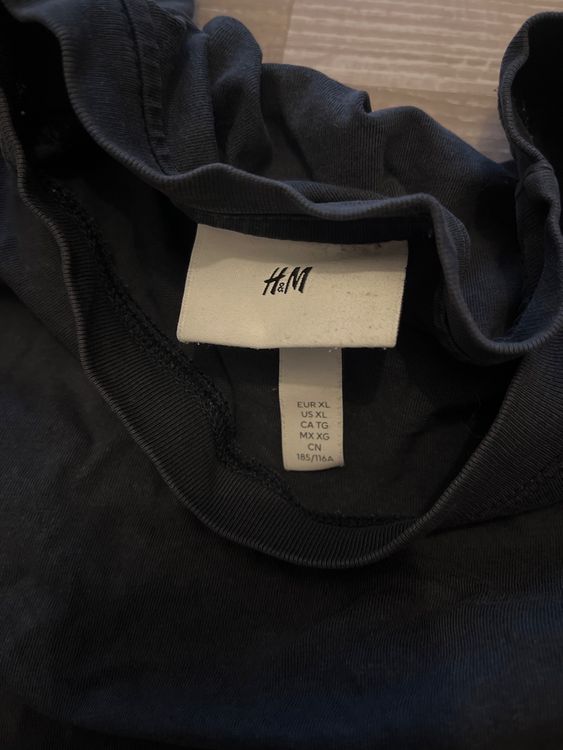 H&M
EUR XL
US XL
CA TG
MX XG
CN
185/116A